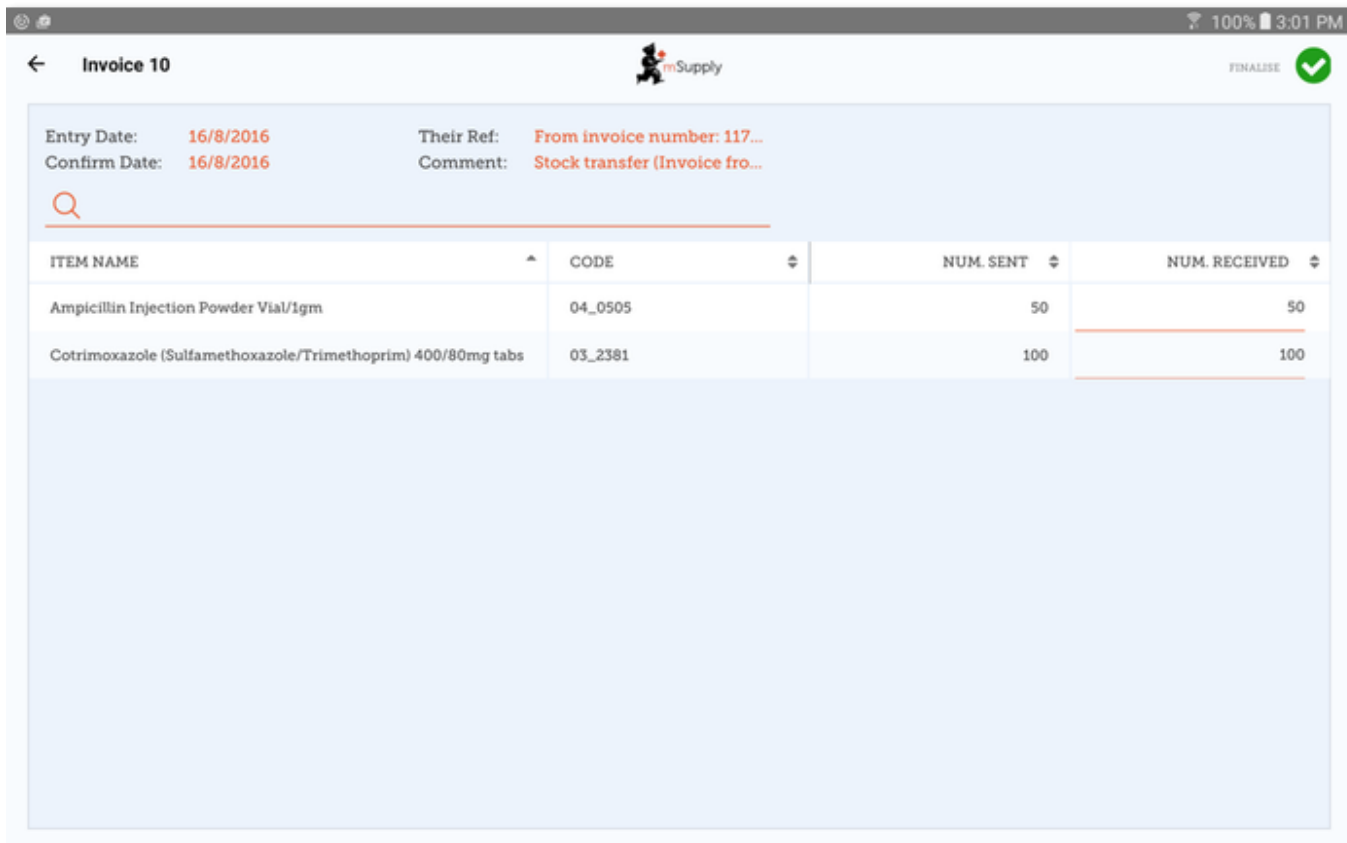 100% 3:01 PM
Invoice 10
mSupply
FINALISE
Entry Date: 16/8/2016 Their Ref: From invoice number: 117...
Confirm Date: 16/8/2016 Comment: Stock transfer (Invoice fro...
ITEM NAME CODE NUM. SENT NUM. RECEIVED
Ampicillin Injection Powder Vial/1gm 04_0505 50 50
Cotrimoxazole (Sulfamethoxazole/Trimethoprim) 400/80mg tabs 03_2381 100 100